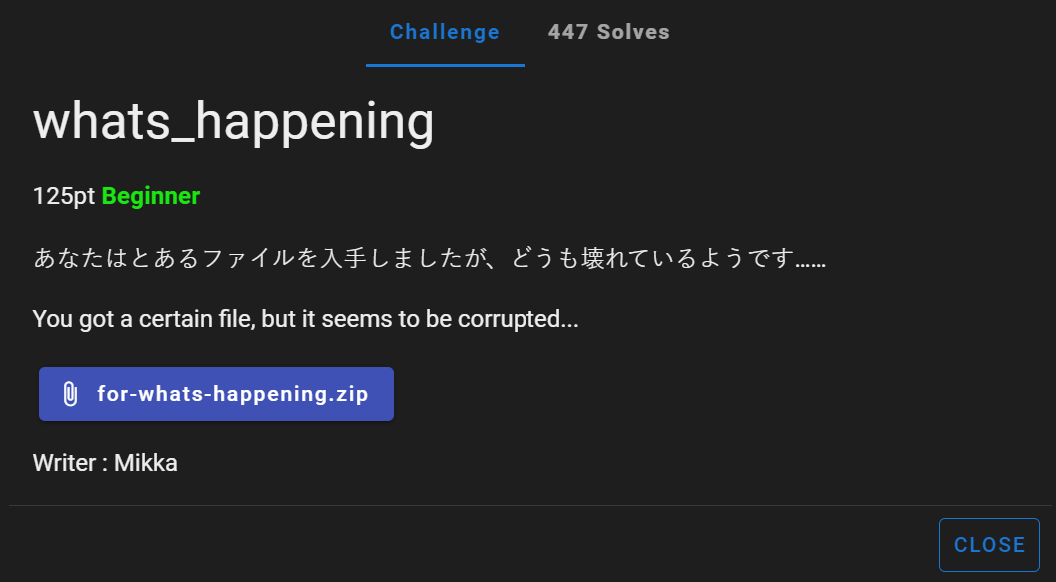 Challenge 447 Solves
whats_happening
125pt Beginner
あなたはとあるファイルを入手しましたが、どうも壊れているようです……
You got a certain file, but it seems to be corrupted...
for-whats-happening.zip
Writer : Mikka
CLOSE